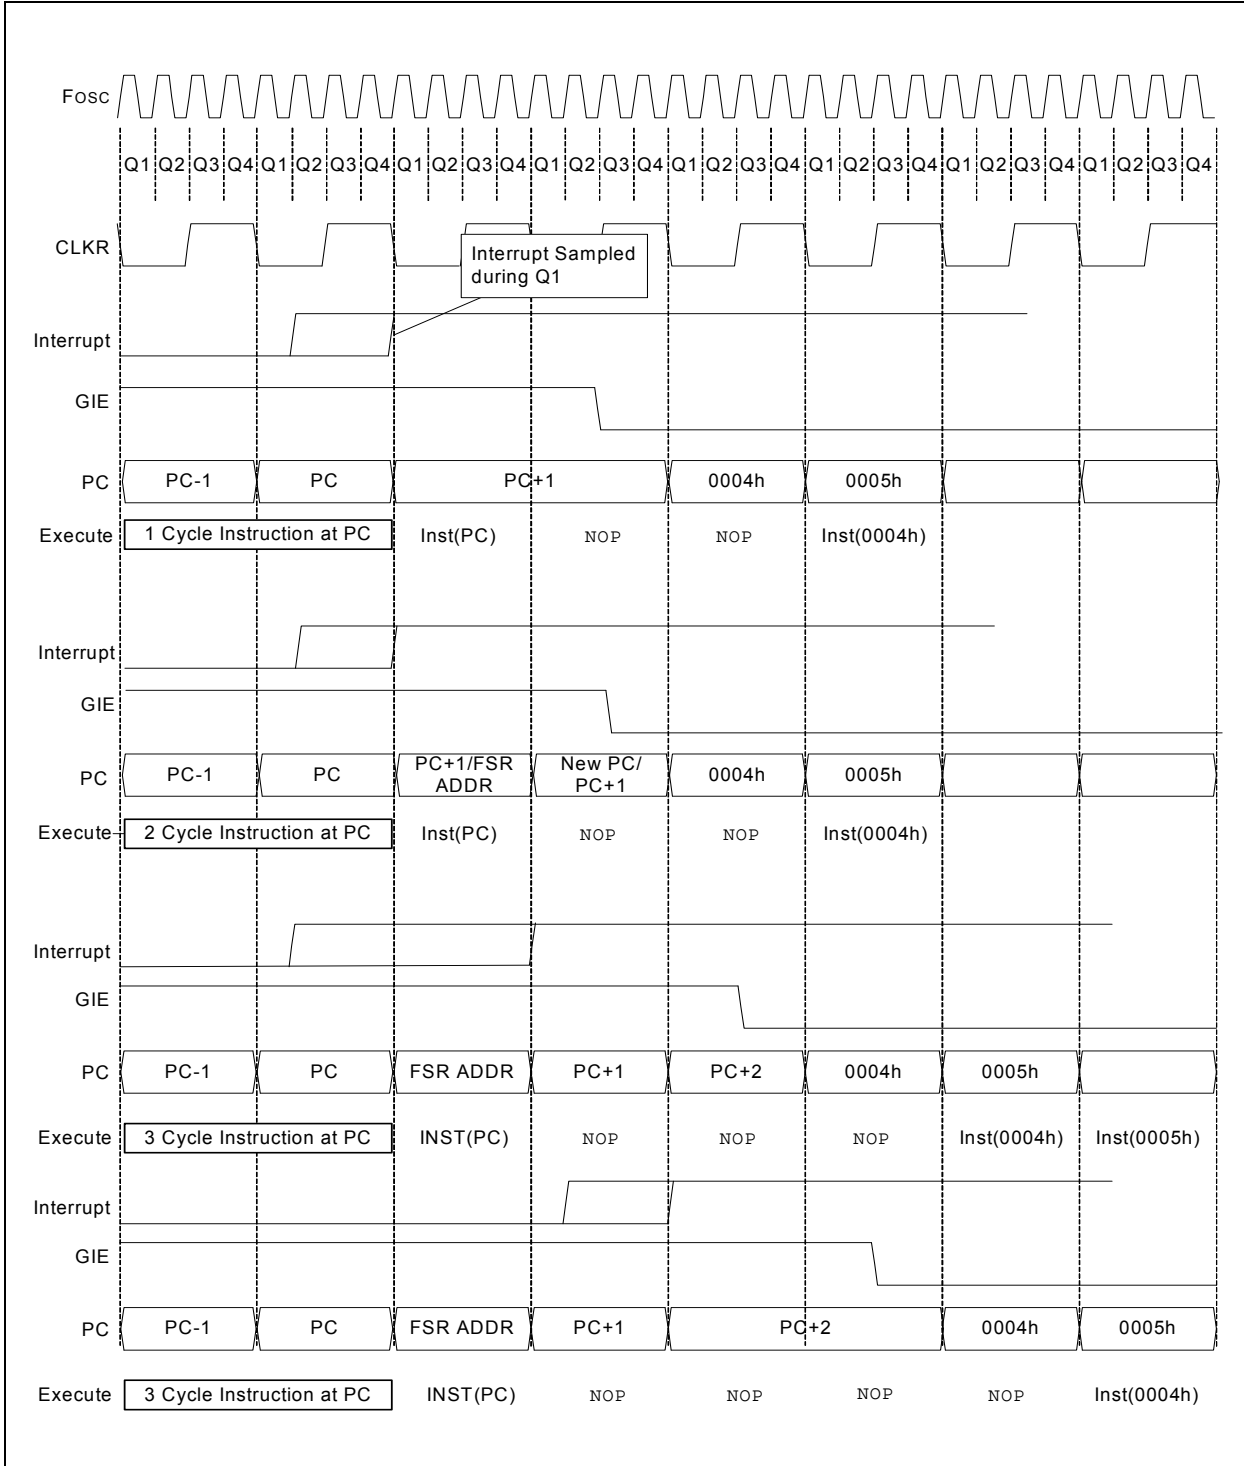 Fosc
Q1 Q2 Q3 Q4 Q1 Q2 Q3 Q4 Q1 Q2 Q3 Q4 Q1 Q2 Q3 Q4 Q1 Q2 Q3 Q4 Q1 Q2 Q3 Q4 Q1 Q2 Q3 Q4 Q1 Q2 Q3 Q4
CLKR
Interrupt Sampled
during Q1
Interrupt
GIE
PC PC-1 PC PC+1 0004h 0005h
Execute 1 Cycle Instruction at PC Inst(PC) NOP NOP Inst(0004h)
Interrupt
GIE
PC PC-1 PC PC+1/FSR ADDR New PC/ PC+1 0004h 0005h
Execute 2 Cycle Instruction at PC Inst(PC) NOP NOP Inst(0004h)
Interrupt
GIE
PC PC-1 PC FSR ADDR PC+1 PC+2 0004h 0005h
Execute 3 Cycle Instruction at PC INST(PC) NOP NOP NOP Inst(0004h) Inst(0005h)
Interrupt
GIE
PC PC-1 PC FSR ADDR PC+1 PC+2 0004h 0005h
Execute 3 Cycle Instruction at PC INST(PC) NOP NOP NOP NOP Inst(0004h)